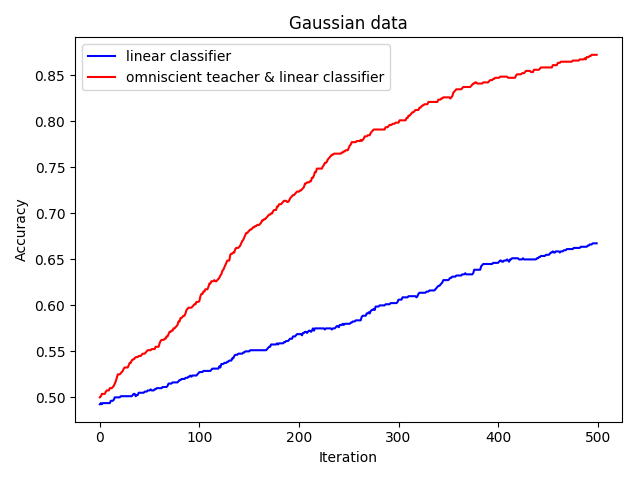 Gaussian data
linear classifier
omniscient teacher & linear classifier
Accuracy
0.85
0.80
0.75
0.70
0.65
0.60
0.55
0.50
0 100 200 300 400 500
Iteration